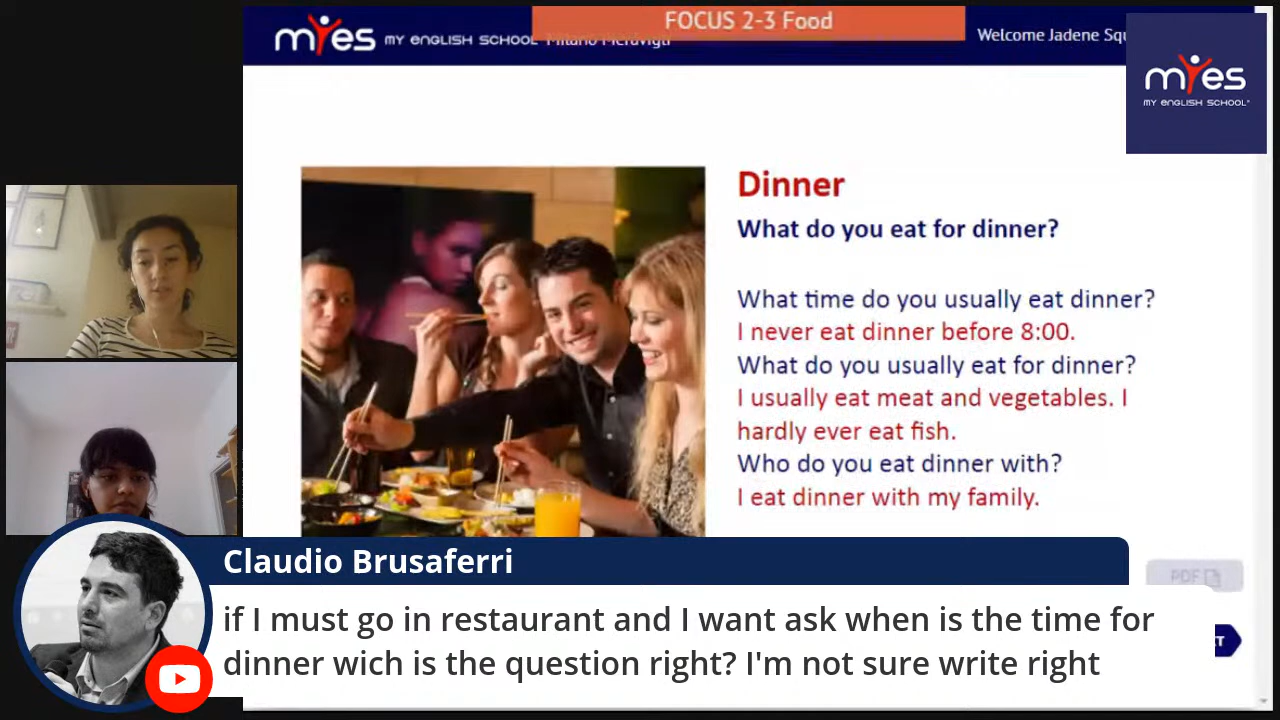 FOCUS 2-3 Food
myes MY ENGLISH SCHOOL Milano Meravigli
Welcome Jadene Squ
myes
MY ENGLISH SCHOOL
Dinner
What do you eat for dinner?
What time do you usually eat dinner?
I never eat dinner before 8:00.
What do you usually eat for dinner?
I usually eat meat and vegetables. I
hardly ever eat fish.
Who do you eat dinner with?
I eat dinner with my family.
PDF
Claudio Brusaferri
if I must go in restaurant and I want ask when is the time for
dinner wich is the question right? I'm not sure write right